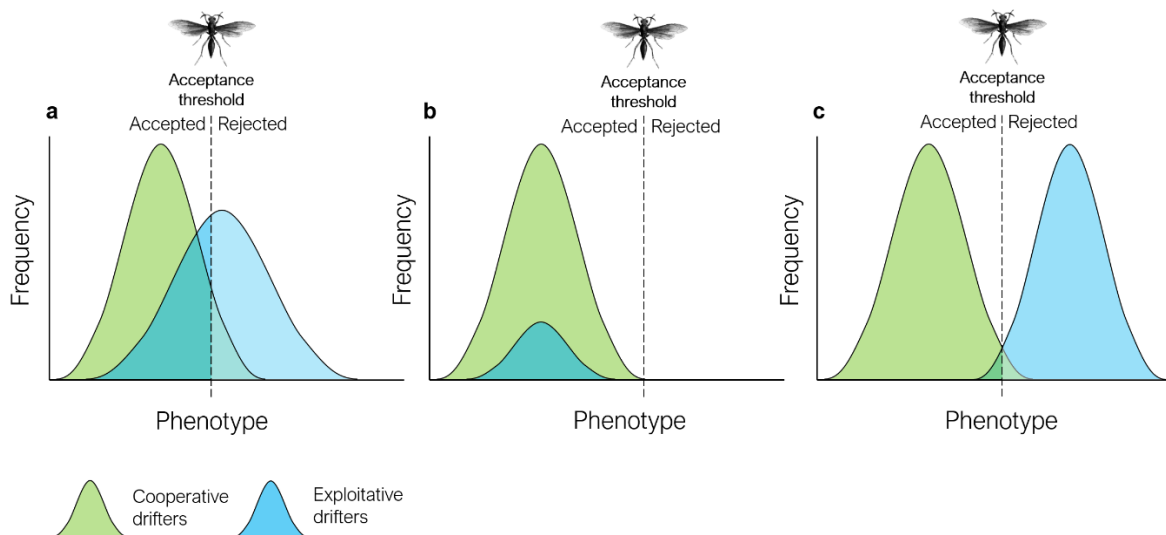 Acceptance
threshold
a
Accepted
Rejected
Frequency
Phenotype
Acceptance
threshold
b
Accepted
Rejected
Frequency
Phenotype
Acceptance
threshold
c
Accepted
Rejected
Frequency
Phenotype
Cooperative
drifters
Exploitative
drifters